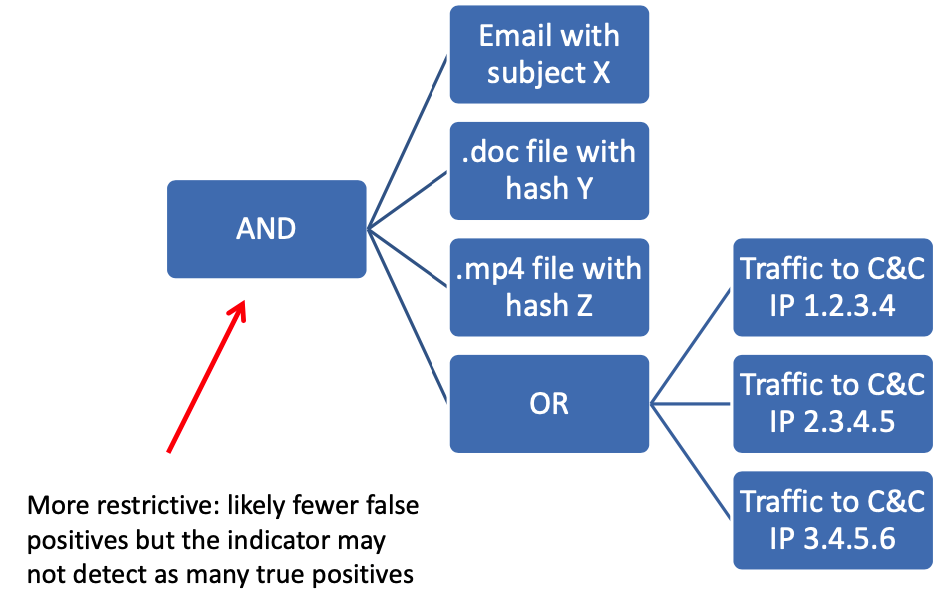 Email with
subject X
.doc file with
hash Y
AND
.mp4 file with
hash Z
Traffic to C&C
IP 1.2.3.4
OR
Traffic to C&C
IP 2.3.4.5
Traffic to C&C
IP 3.4.5.6
More restrictive: likely fewer false
positives but the indicator may
not detect as many true positives